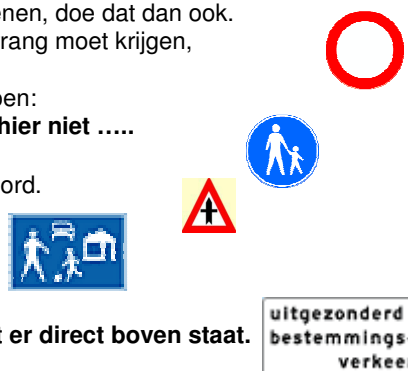 enen, doe dat dan ook.
rang moet krijgen,
pen:
hier niet …..
ord.
t er direct boven staat.
uitgezonderd
bestemmings-
verkeer